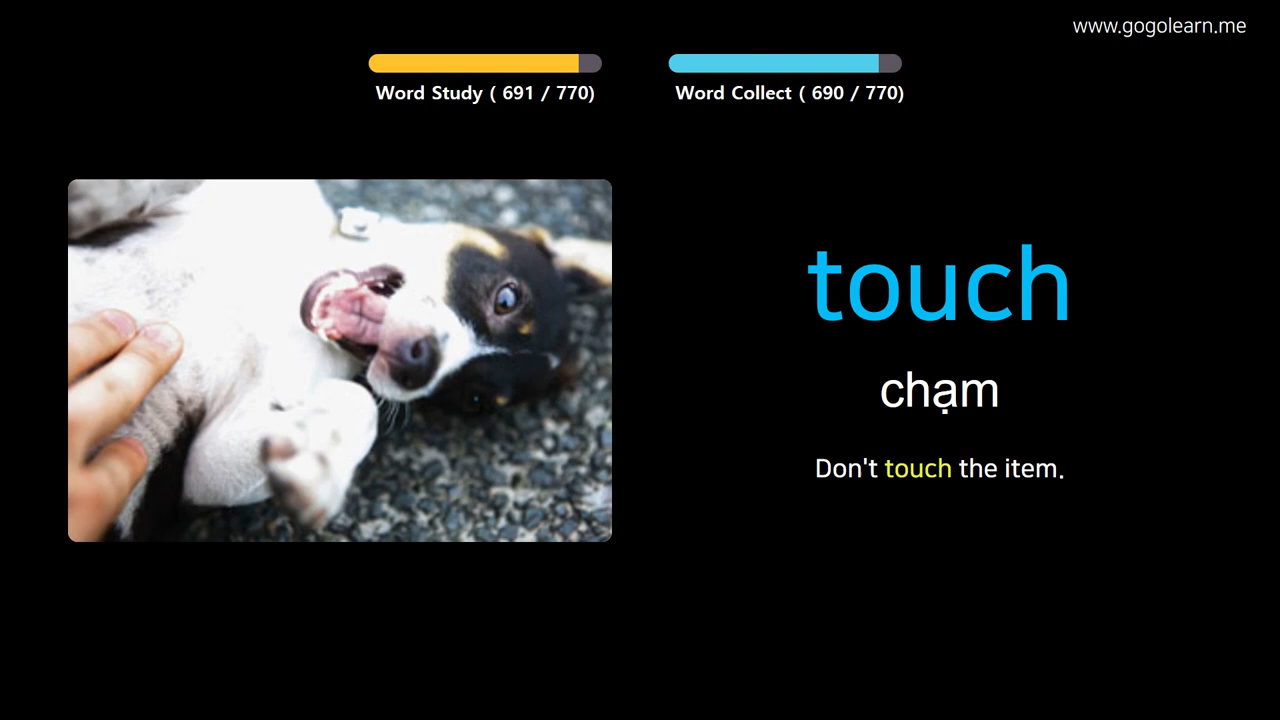 www.gogolearn.me
Word Study ( 691 / 770)
Word Collect ( 690 / 770)
touch
chạm
Don't touch the item.